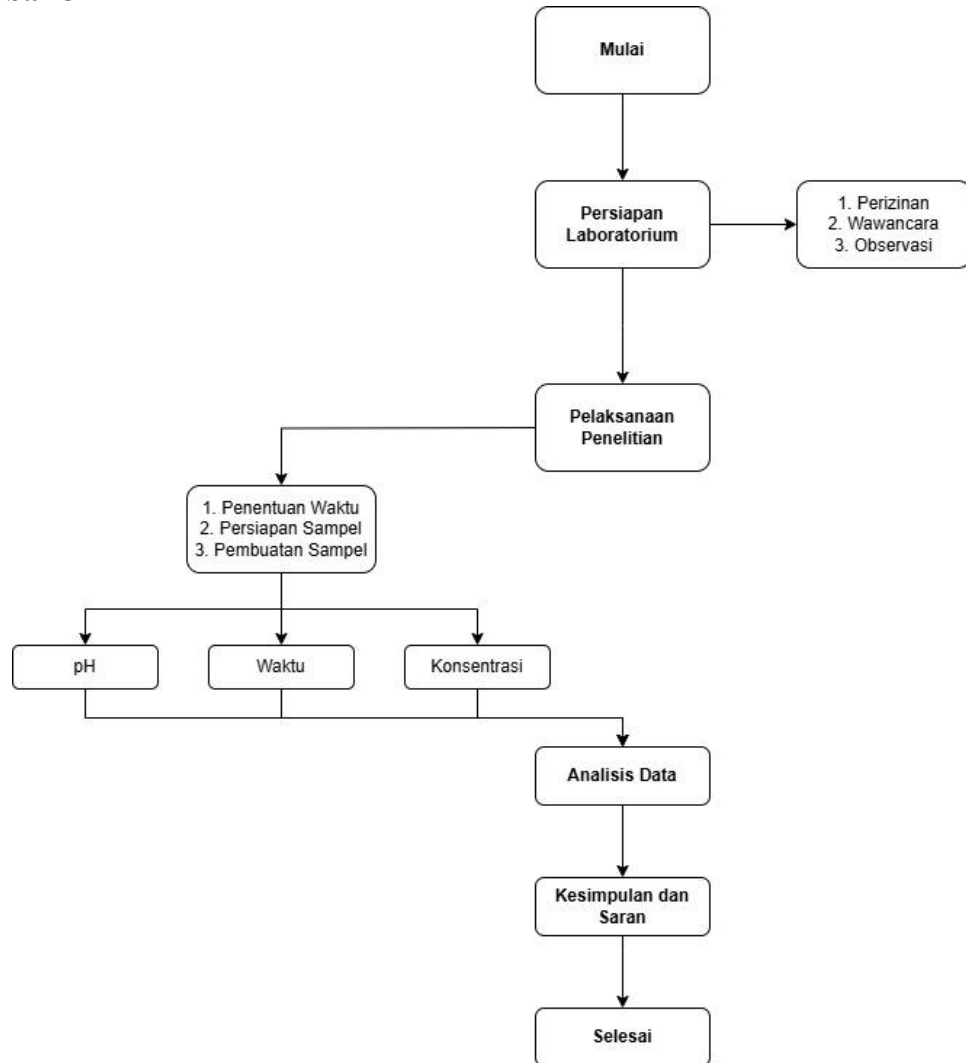 Mulai
Persiapan
Laboratorium
1. Perizinan
2. Wawancara
3. Observasi
Pelaksanaan
Penelitian
1. Penentuan Waktu
2. Persiapan Sampel
3. Pembuatan Sampel
pH
Waktu
Konsentrasi
Analisis Data
Kesimpulan dan
Saran
Selesai